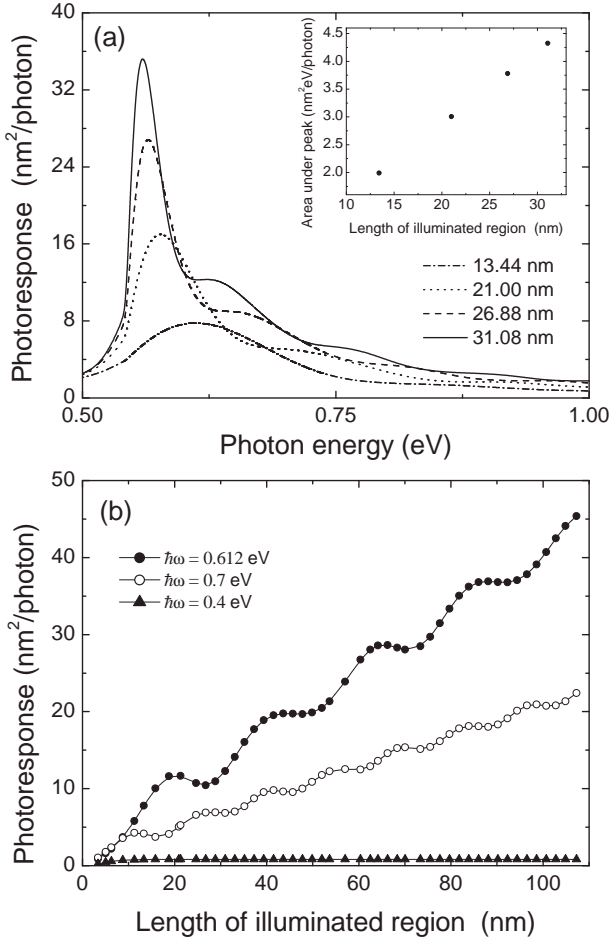 (a)
40
32
24
16
8
0
0.50
0.75
1.00
Photoresponse (nm²/photon)
Photon energy (eV)
4.5
4.0
3.5
3.0
2.5
2.0
10
15
20
25
30
Area under peak (nm²eV/photon)
Length of illuminated region (nm)
13.44 nm
21.00 nm
26.88 nm
31.08 nm
(b)
50
40
30
20
10
0
0
20
40
60
80
100
ħω = 0.612 eV
ħω = 0.7 eV
ħω = 0.4 eV
Photoresponse (nm²/photon)
Length of illuminated region (nm)